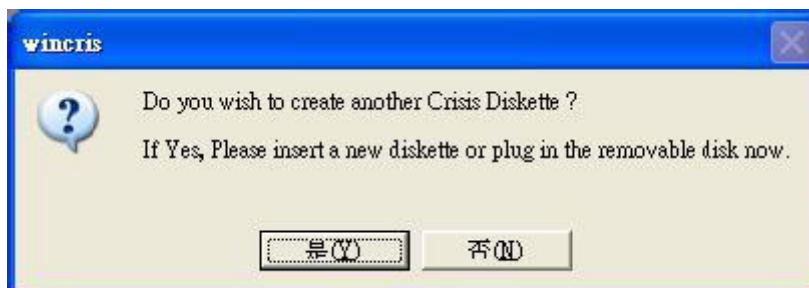 wincris
Do you wish to create another Crisis Diskette ?
If Yes, Please insert a new diskette or plug in the removable disk now.
是(Y) 否(N)